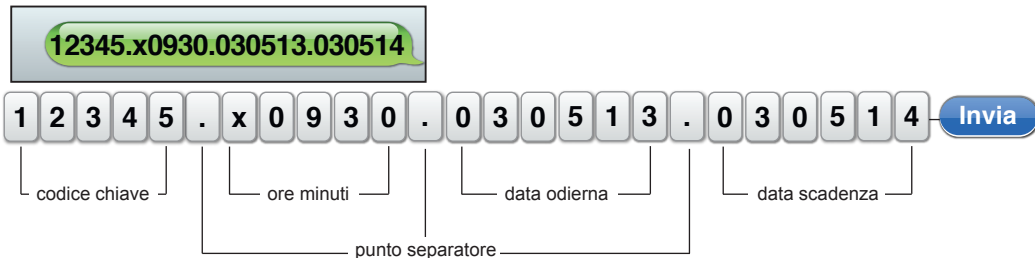 12345.x0930.030513.030514
1 2 3 4 5 . x 0 9 3 0 . 0 3 0 5 1 3 . 0 3 0 5 1 4 Invia
codice chiave ore minuti data odierna data scadenza
punto separatore